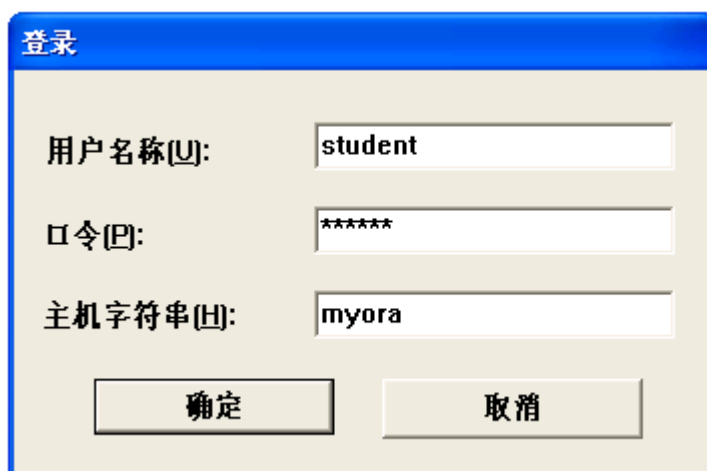 登录
用户名称(U): student
口令(P): ******
主机字符串(H): myora
确定 取消